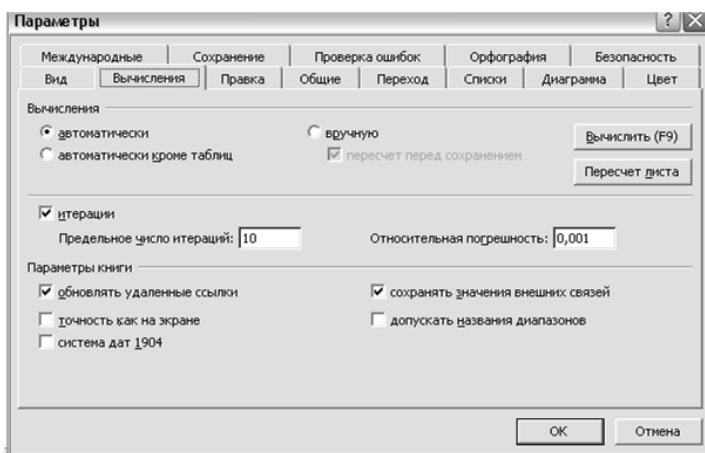 Параметры
Международные Сохранение Проверка ошибок Орфография Безопасность
Вид Вычисления Правка Общие Переход Списки Диаграмма Цвет
Вычисления
автоматически вручную Вычислить (F9)
автоматически кроме таблиц пересчет перед сохранением
Пересчет листа
итерации
Предельное число итераций: 10 Относительная погрешность: 0,001
Параметры книги
обновлять удаленные ссылки сохранять значения внешних связей
точность как на экране допускать названия диапазонов
система дат 1904
ОК Отмена